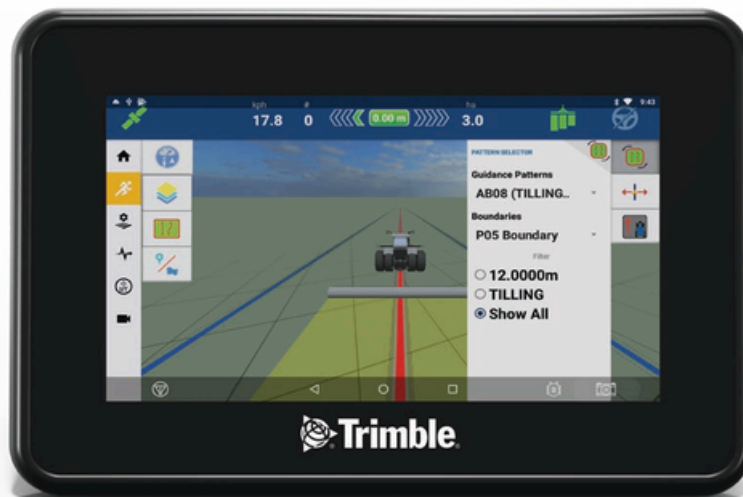 9:43
kph
#
ha
17.8
0
0.00 m
3.0
PATTERN SELECTOR
Guidance Patterns
AB08 (TILLING..
Boundaries
P05 Boundary
Filter
12.0000m
TILLING
Show All
Trimble